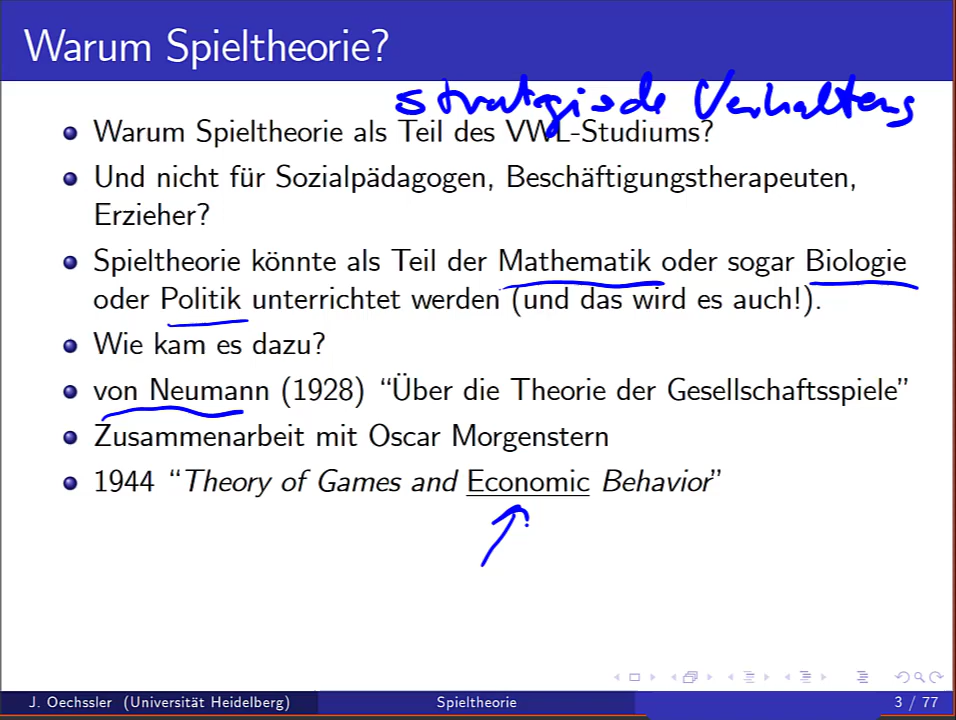 Warum Spieltheorie?
strategische Verhaltens
Warum Spieltheorie als Teil des VWL-Studiums?
Und nicht für Sozialpädagogen, Beschäftigungstherapeuten,
Erzieher?
Spieltheorie könnte als Teil der Mathematik oder sogar Biologie
oder Politik unterrichtet werden (und das wird es auch!).
Wie kam es dazu?
von Neumann (1928) “Über die Theorie der Gesellschaftsspiele”
Zusammenarbeit mit Oscar Morgenstern
1944 “Theory of Games and Economic Behavior”
J. Oechssler (Universität Heidelberg) Spieltheorie 3 / 77